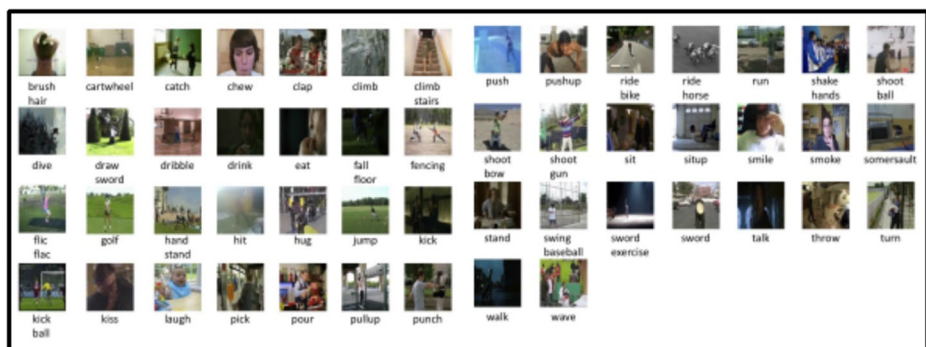 brush hair
cartwheel
catch
chew
clap
climb
climb stairs
dive
draw sword
dribble
drink
eat
fall floor
fencing
flic flac
golf
hand stand
hit
hug
jump
kick
kick ball
kiss
laugh
pick
pour
pullup
punch
push
pushup
ride bike
ride horse
run
shake hands
shoot ball
shoot bow
shoot gun
sit
situp
smile
smoke
somersault
stand
swing baseball
sword exercise
sword
talk
throw
turn
walk
wave